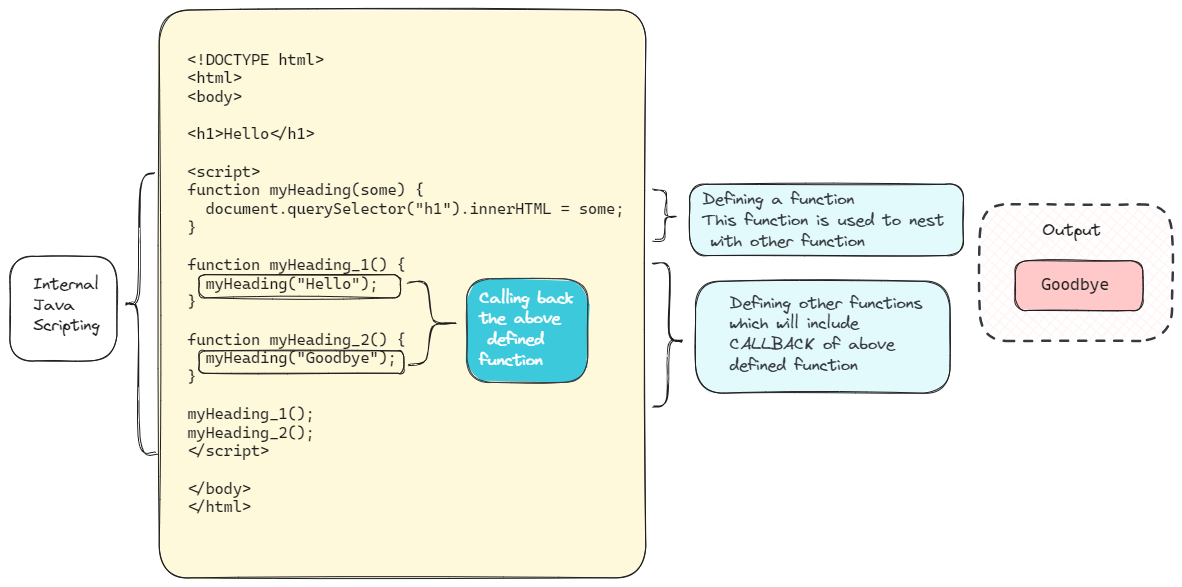 <!DOCTYPE html>
<html>
<body>
<h1>Hello</h1>
<script>
function myHeading(some) {
document.querySelector("h1").innerHTML = some;
}
function myHeading_1() {
myHeading("Hello");
}
function myHeading_2() {
myHeading("Goodbye");
}
myHeading_1();
myHeading_2();
</script>
</body>
</html>
Internal
Java
Scripting
Calling back
the above
defined
function
Defining a function
This function is used to nest
with other function
Defining other functions
which will include
CALLBACK of above
defined function
Output
Goodbye